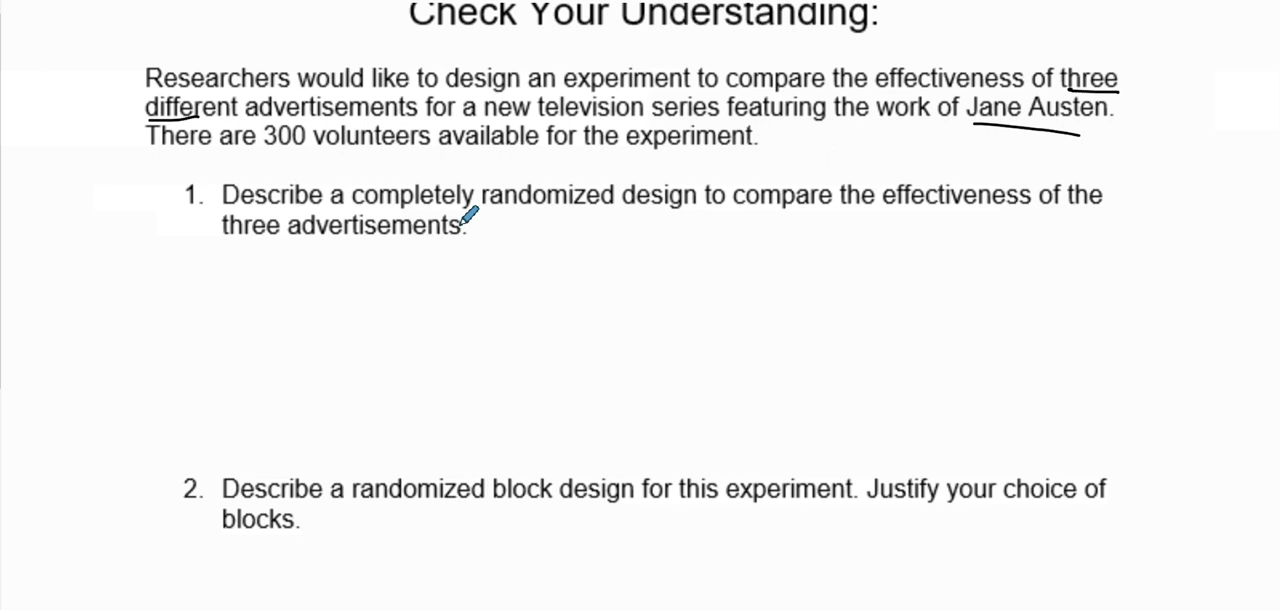 Check Your Understanding:
Researchers would like to design an experiment to compare the effectiveness of three
different advertisements for a new television series featuring the work of Jane Austen.
There are 300 volunteers available for the experiment.
1. Describe a completely randomized design to compare the effectiveness of the
three advertisements.
2. Describe a randomized block design for this experiment. Justify your choice of
blocks.